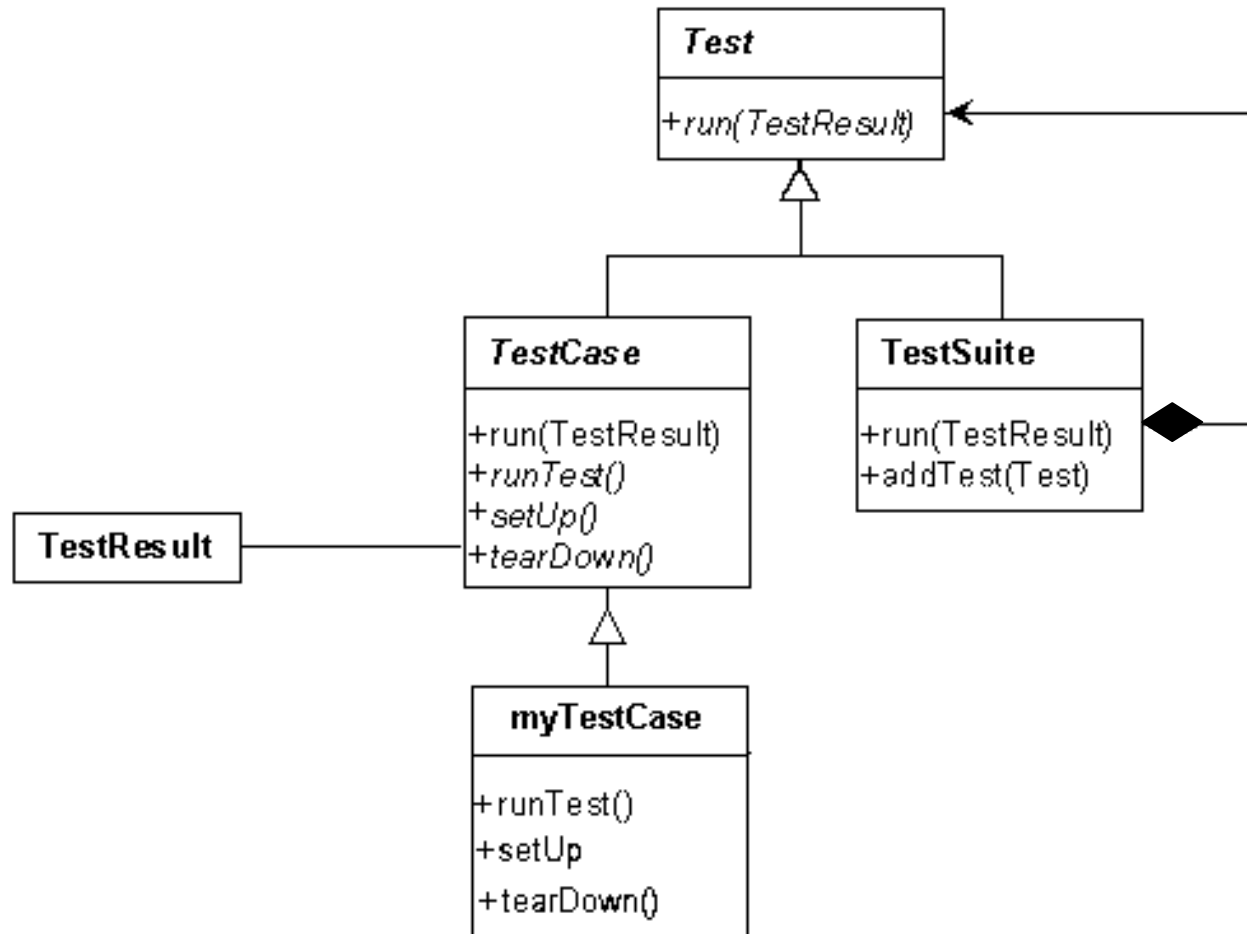 Test
+run(TestResult)
TestCase
+run(TestResult)
+runTest()
+setUp()
+tearDown()
TestSuite
+run(TestResult)
+addTest(Test)
TestResult
myTestCase
+runTest()
+setUp
+tearDown()